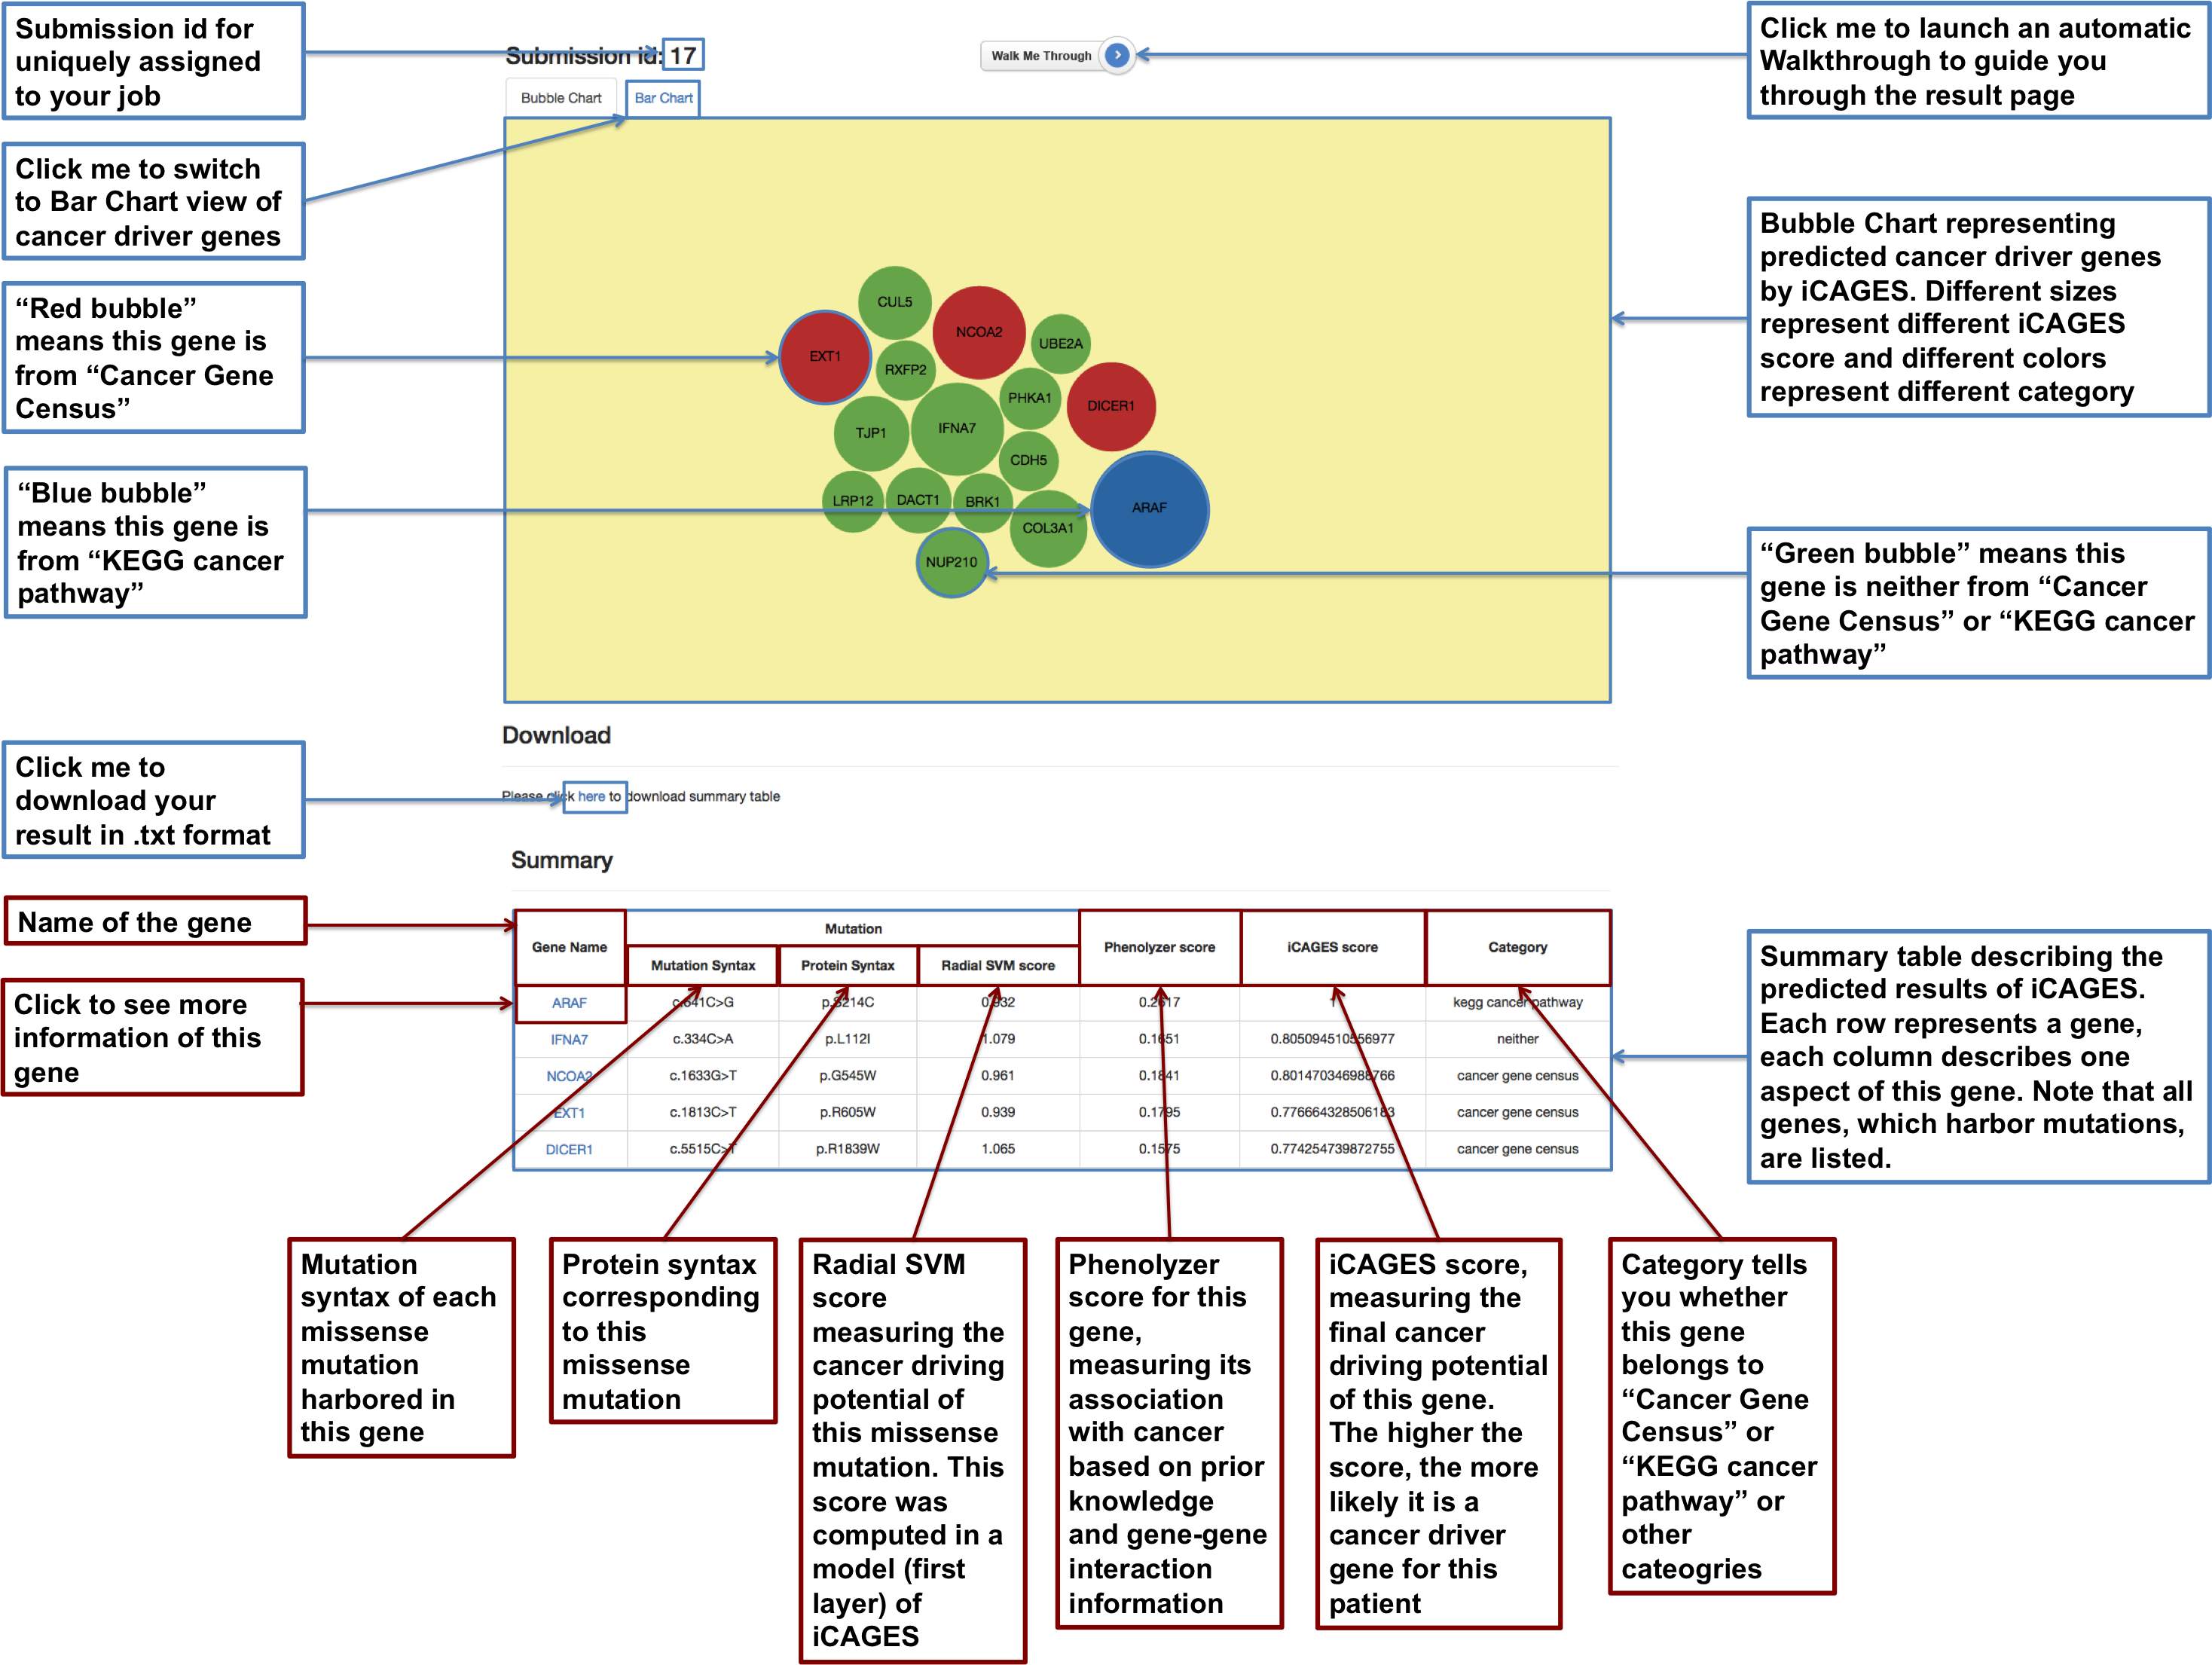 Submission id for
uniquely assigned
to your job
Submission id: 17
Walk Me Through
Click me to launch an automatic
Walkthrough to guide you
through the result page
Bubble Chart
Bar Chart
Click me to switch
to Bar Chart view of
cancer driver genes
“Red bubble”
means this gene is
from “Cancer Gene
Census”
“Blue bubble”
means this gene is
from “KEGG cancer
pathway”
CUL5
NCOA2
UBE2A
EXT1
RXFP2
PHKA1
DICER1
TJP1
IFNA7
CDH5
LRP12
DACT1
BRK1
COL3A1
ARAF
NUP210
Bubble Chart representing
predicted cancer driver genes
by iCAGES. Different sizes
represent different iCAGES
score and different colors
represent different category
“Green bubble” means this
gene is neither from “Cancer
Gene Census” or “KEGG cancer
pathway”
Download
Click me to
download your
result in .txt format
Please click here to download summary table
Summary
Name of the gene
Click to see more
information of this
gene
Gene Name
Mutation
Mutation Syntax
Protein Syntax
Radial SVM score
Phenolyzer score
iCAGES score
Category
ARAF c.641C>G p.S214C 0.932 0.2617 1 kegg cancer pathway
IFNA7 c.334C>A p.L112I 1.079 0.1651 0.805094510556977 neither
NCOA2 c.1633G>T p.G545W 0.961 0.1841 0.801470346988766 cancer gene census
EXT1 c.1813C>T p.R605W 0.939 0.1795 0.776664328506183 cancer gene census
DICER1 c.5515C>T p.R1839W 1.065 0.1575 0.774254739872755 cancer gene census
Summary table describing the
predicted results of iCAGES.
Each row represents a gene,
each column describes one
aspect of this gene. Note that all
genes, which harbor mutations,
are listed.
Mutation
syntax of each
missense
mutation
harbored in
this gene
Protein syntax
corresponding
to this
missense
mutation
Radial SVM
score
measuring the
cancer driving
potential of
this missense
mutation. This
score was
computed in a
model (first
layer) of
iCAGES
Phenolyzer
score for this
gene,
measuring its
association
with cancer
based on prior
knowledge
and gene-gene
interaction
information
iCAGES score,
measuring the
final cancer
driving potential
of this gene.
The higher the
score, the more
likely it is a
cancer driver
gene for this
patient
Category tells
you whether
this gene
belongs to
“Cancer Gene
Census” or
“KEGG cancer
pathway” or
other
cateogries